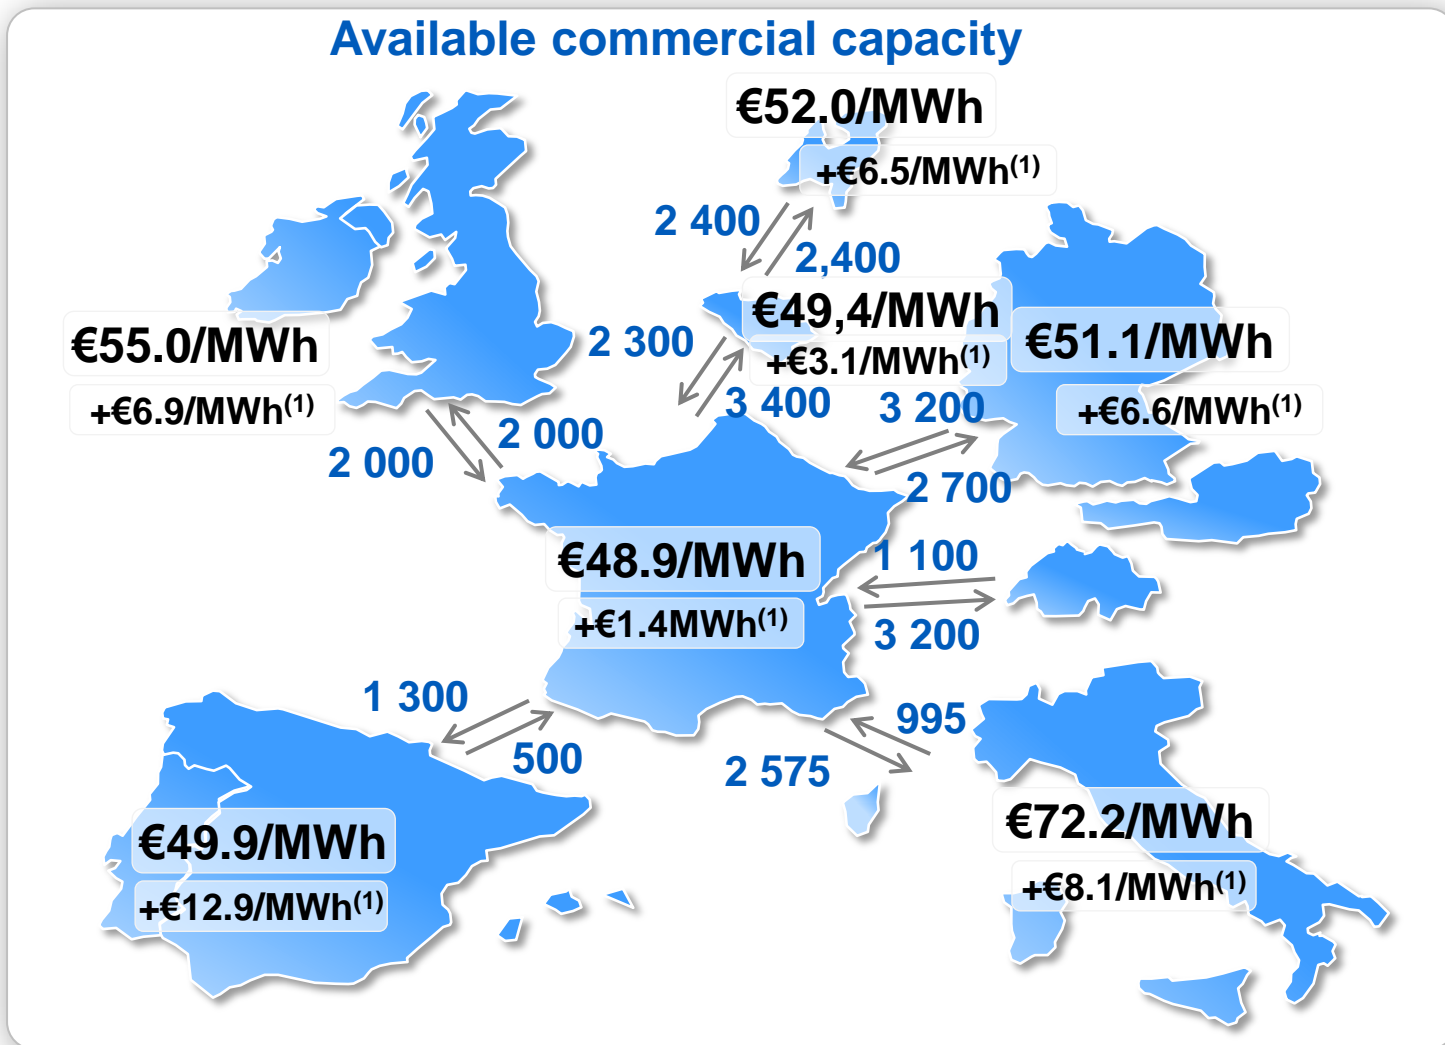 Available commercial capacity
€52.0/MWh
+€6.5/MWh(1)
2 400
2,400
€49,4/MWh
+€3.1/MWh(1)
€55.0/MWh
+€6.9/MWh(1)
2 300
3 400
€51.1/MWh
+€6.6/MWh(1)
3 200
2 700
2 000
2 000
€48.9/MWh
+€1.4MWh(1)
1 100
3 200
1 300
500
995
2 575
€49.9/MWh
+€12.9/MWh(1)
€72.2/MWh
+€8.1/MWh(1)